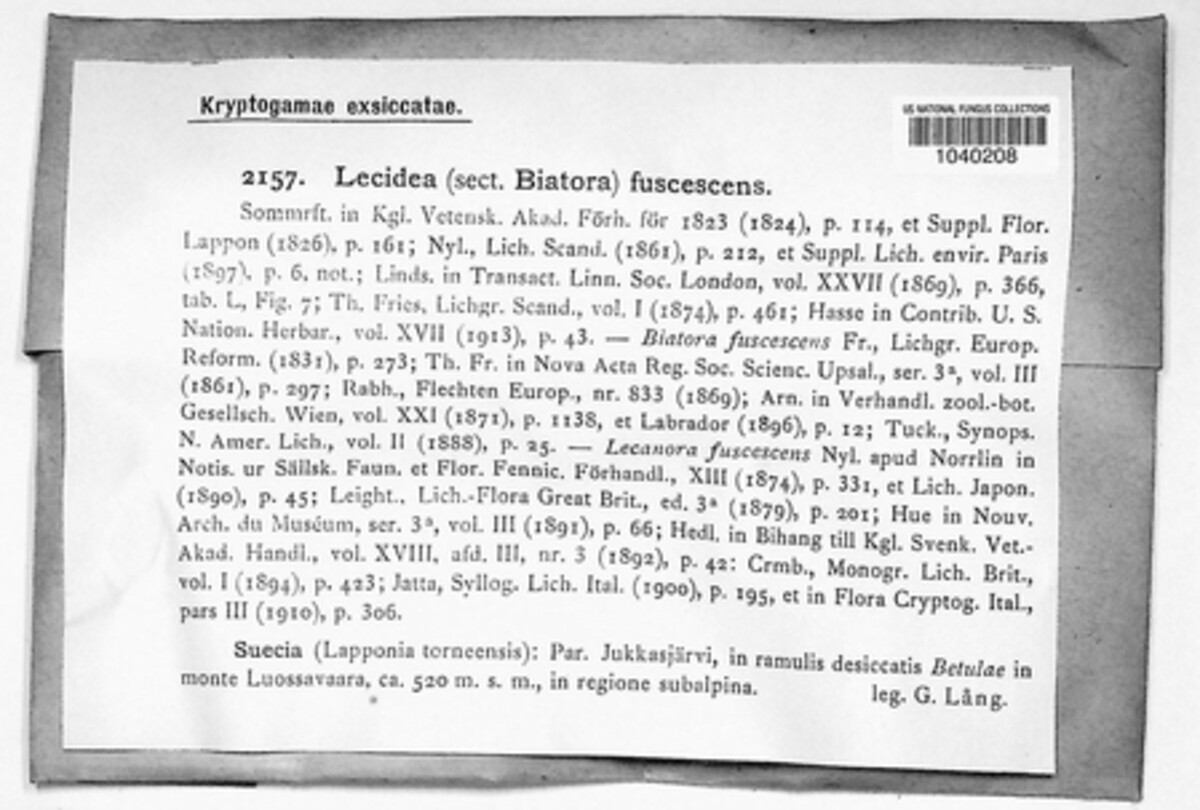 Kryptogamae exsiccatae.
US NATIONAL FUNGUS COLLECTIONS
1040208
2157. Lecidea (sect. Biatora) fuscescens.
Sommrft. in Kgl. Vetensk. Akad. Förh. för 1823 (1824), p. 114, et Suppl. Flor.
Lappon (1826), p. 161; Nyl., Lich. Scand. (1861), p. 212, et Suppl. Lich. envir. Paris
(1897), p. 6, not.; Linds. in Transact. Linn. Soc. London, vol. XXVII (1869), p. 366,
tab. L, Fig. 7; Th. Fries, Lichgr. Scand., vol. I (1874), p. 461; Hasse in Contrib. U. S.
Nation. Herbar., vol. XVII (1913), p. 43. — Biatora fuscescens Fr., Lichgr. Europ.
Reform. (1831), p. 273; Th. Fr. in Nova Acta Reg. Soc. Scienc. Upsal., ser. 3ª, vol. III
(1861), p. 297; Rabh., Flechten Europ., nr. 833 (1869); Arn. in Verhandl. zool.-bot.
Gesellsch. Wien, vol. XXI (1871), p. 1138, et Labrador (1896), p. 12; Tuck., Synops.
N. Amer. Lich., vol. II (1888), p. 25. — Lecanora fuscescens Nyl. apud Norrlin in
Notis. ur Sällsk. Faun. et Flor. Fennic. Förhandl., XIII (1874), p. 331, et Lich. Japon.
(1890), p. 45; Leight., Lich.-Flora Great Brit., ed. 3ª (1879), p. 201; Hue in Nouv.
Arch. du Muséum, ser. 3ª, vol. III (1891), p. 66; Hedl. in Bihang till Kgl. Svenk. Vet.-
Akad. Handl., vol. XVIII, afd. III, nr. 3 (1892), p. 42: Crmb., Monogr. Lich. Brit.,
vol. I (1894), p. 423; Jatta, Syllog. Lich. Ital. (1900), p. 195, et in Flora Cryptog. Ital.,
pars III (1910), p. 306.
Suecia (Lapponia torneensis): Par. Jukkasjärvi, in ramulis desiccatis Betulae in
monte Luossavaara, ca. 520 m. s. m., in regione subalpina. leg. G. Lång.